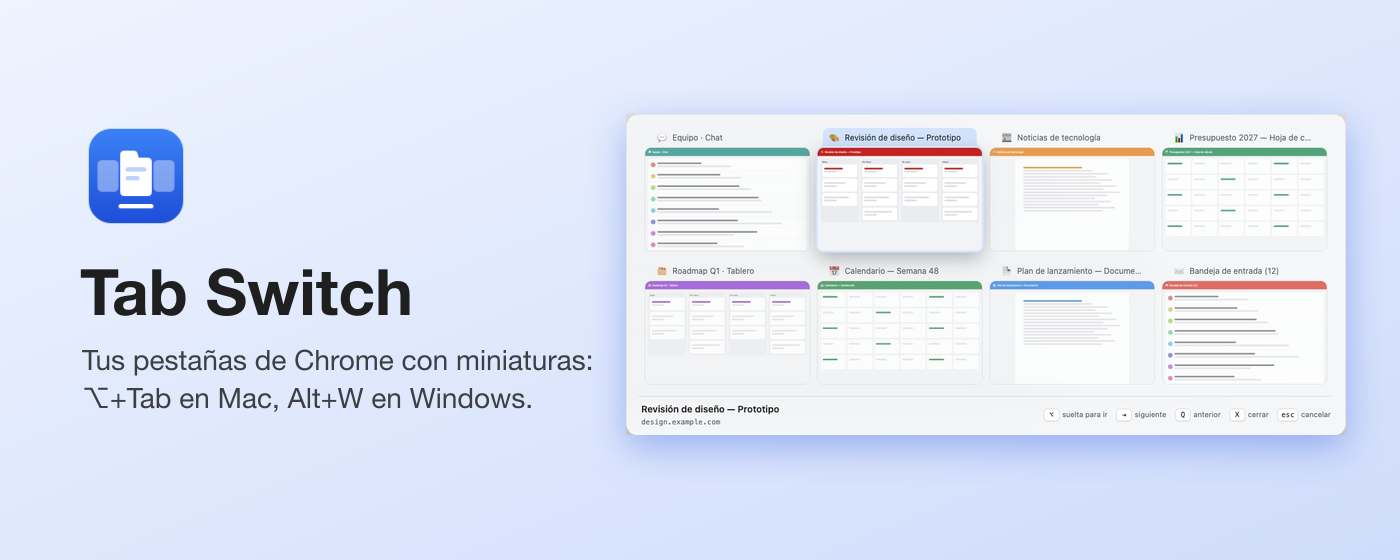 Tab Switch
Tus pestañas de Chrome con miniaturas:
⌥+Tab en Mac, Alt+W en Windows.
Equipo · Chat
Revisión de diseño — Prototipo
Noticias de tecnología
Presupuesto 2027 — Hoja de c...
Roadmap Q1 · Tablero
Calendario — Semana 48
Plan de lanzamiento — Docume...
Bandeja de entrada (12)
Revisión de diseño — Prototipo
design.example.com
⌥ suelta para ir ⇥ siguiente Q anterior X cerrar esc cancelar